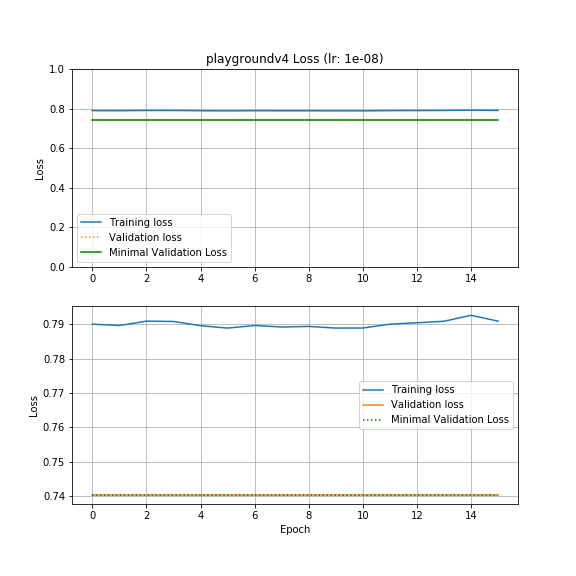 playgroundv4 Loss (lr: 1e-08)
1.0
0.8
0.6
0.4
0.2
0.0
Loss
Training loss
Validation loss
Minimal Validation Loss
0 2 4 6 8 10 12 14
0.79
0.78
0.77
0.76
0.75
0.74
Loss
Training loss
Validation loss
Minimal Validation Loss
0 2 4 6 8 10 12 14
Epoch